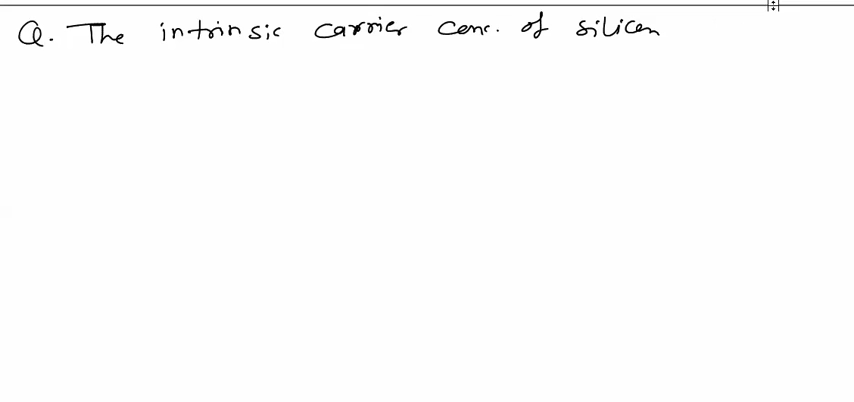 Q. The intrinsic carrier conc. of silicon